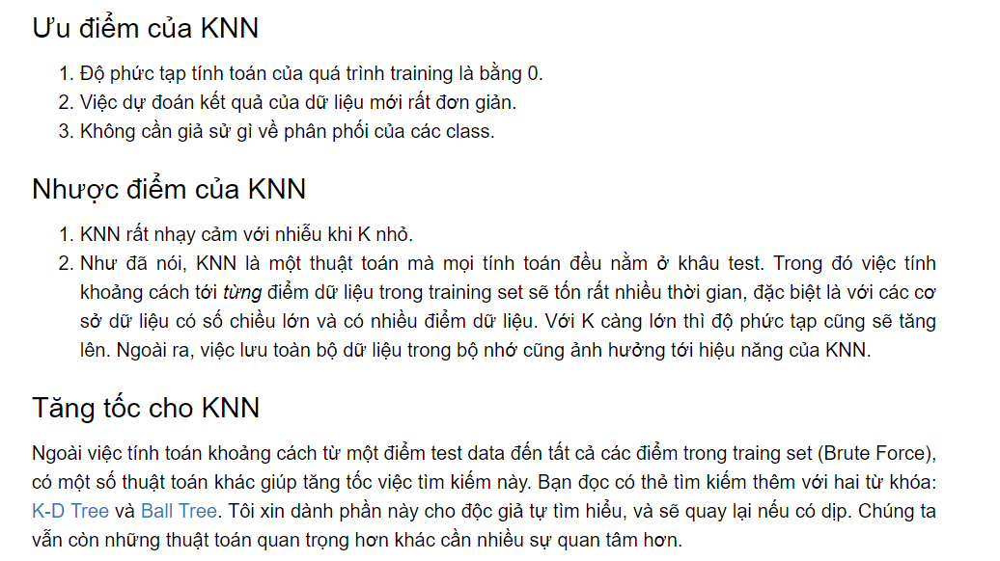 Ưu điểm của KNN
1. Độ phức tạp tính toán của quá trình training là bằng 0.
2. Việc dự đoán kết quả của dữ liệu mới rất đơn giản.
3. Không cần giả sử gì về phân phối của các class.
Nhược điểm của KNN
1. KNN rất nhạy cảm với nhiễu khi K nhỏ.
2. Như đã nói, KNN là một thuật toán mà mọi tính toán đều nằm ở khâu test. Trong đó việc tính
khoảng cách tới từng điểm dữ liệu trong training set sẽ tốn rất nhiều thời gian, đặc biệt là với các cơ
sở dữ liệu có số chiều lớn và có nhiều điểm dữ liệu. Với K càng lớn thì độ phức tạp cũng sẽ tăng
lên. Ngoài ra, việc lưu toàn bộ dữ liệu trong bộ nhớ cũng ảnh hưởng tới hiệu năng của KNN.
Tăng tốc cho KNN
Ngoài việc tính toán khoảng cách từ một điểm test data đến tất cả các điểm trong traing set (Brute Force),
có một số thuật toán khác giúp tăng tốc việc tìm kiếm này. Bạn đọc có thẻ tìm kiếm thêm với hai từ khóa:
K-D Tree và Ball Tree. Tôi xin dành phần này cho độc giả tự tìm hiểu, và sẽ quay lại nếu có dịp. Chúng ta
vẫn còn những thuật toán quan trọng hơn khác cần nhiều sự quan tâm hơn.